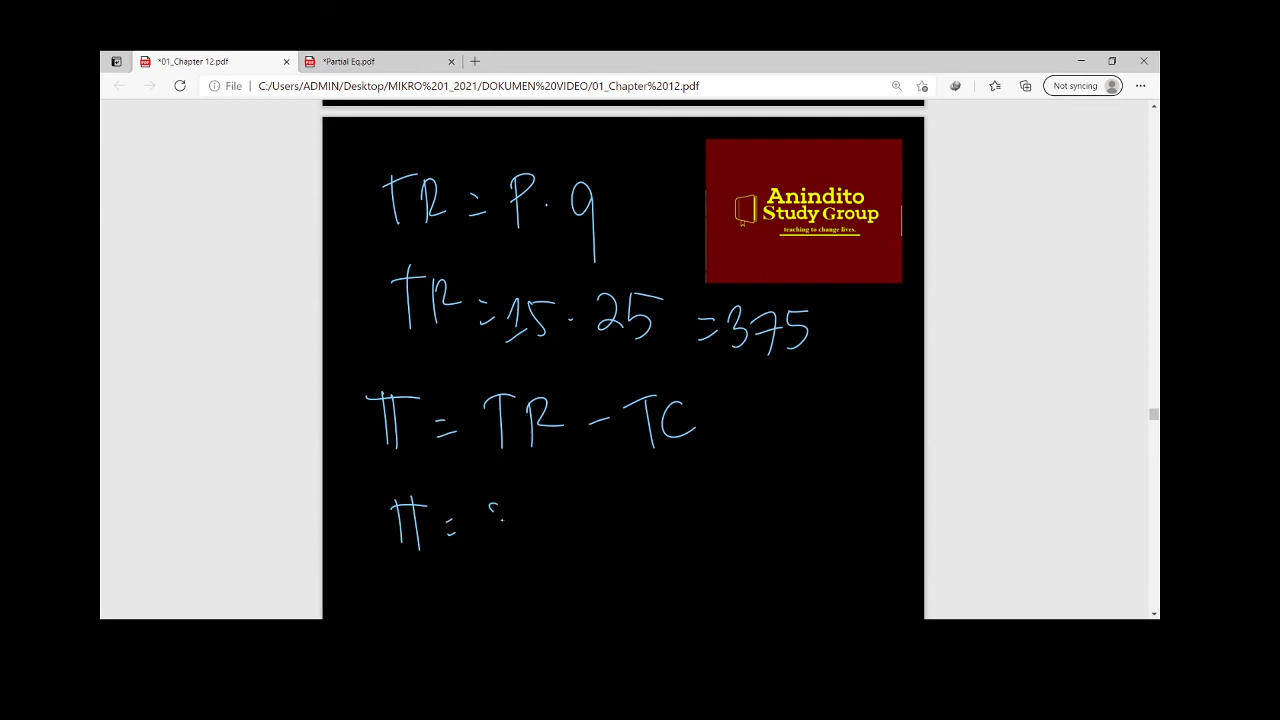 *01_Chapter 12.pdf
*Partial Eq.pdf
File
C:/Users/ADMIN/Desktop/MIKRO%201_2021/DOKUMEN%20VIDEO/01_Chapter%2012.pdf
Not syncing
TR = P · q
Anindito
Study Group
teaching to change lives.
TR = 15 · 25 = 375
π = TR - TC
π =